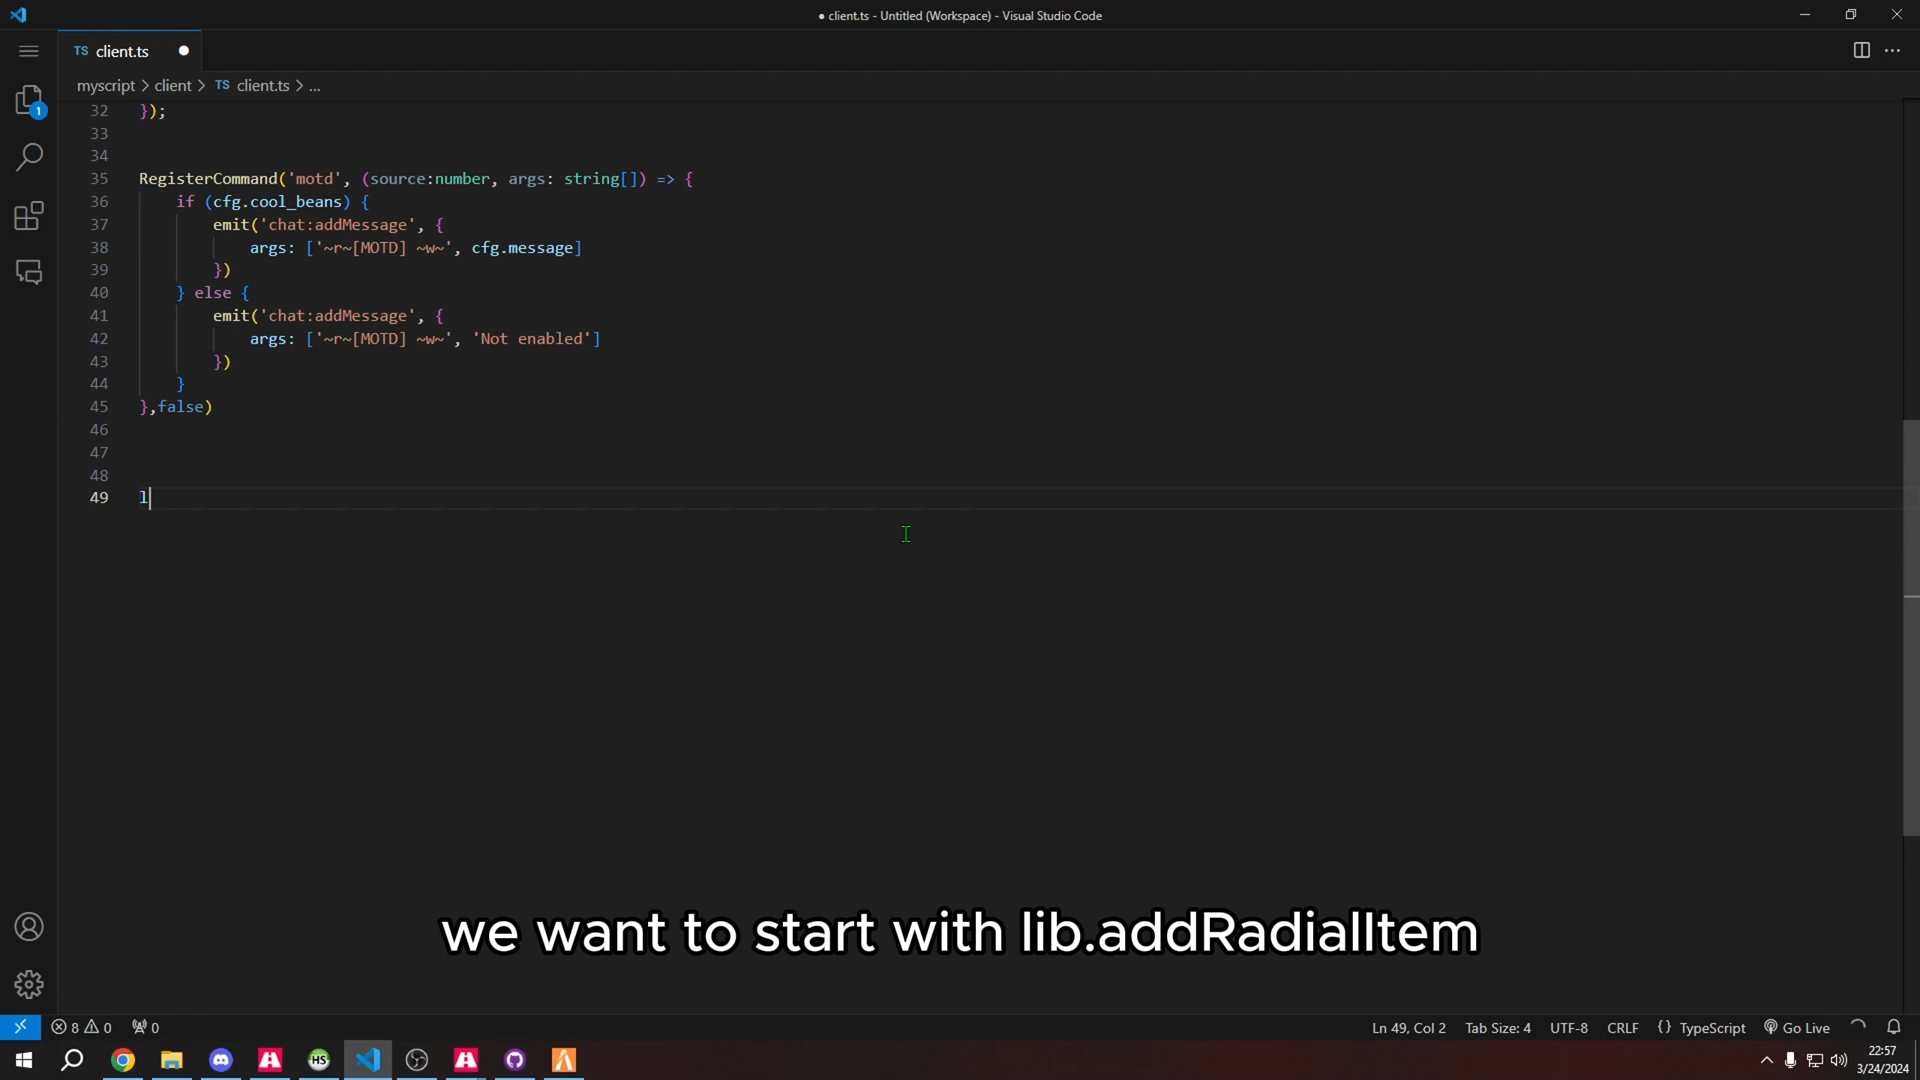 ● client.ts - Untitled (Workspace) - Visual Studio Code
TS client.ts ●
myscript > client > TS client.ts > ...
1
32 });
33
34
35 RegisterCommand('motd', (source:number, args: string[]) => {
36 if (cfg.cool_beans) {
37 emit('chat:addMessage', {
38 args: ['~r~[MOTD] ~w~', cfg.message]
39 })
40 } else {
41 emit('chat:addMessage', {
42 args: ['~r~[MOTD] ~w~', 'Not enabled']
43 })
44 }
45 },false)
46
47
48
49 l
we want to start with lib.addRadialItem
8 0 0 Ln 49, Col 2 Tab Size: 4 UTF-8 CRLF {} TypeScript Go Live
HS
22:57
3/24/2024